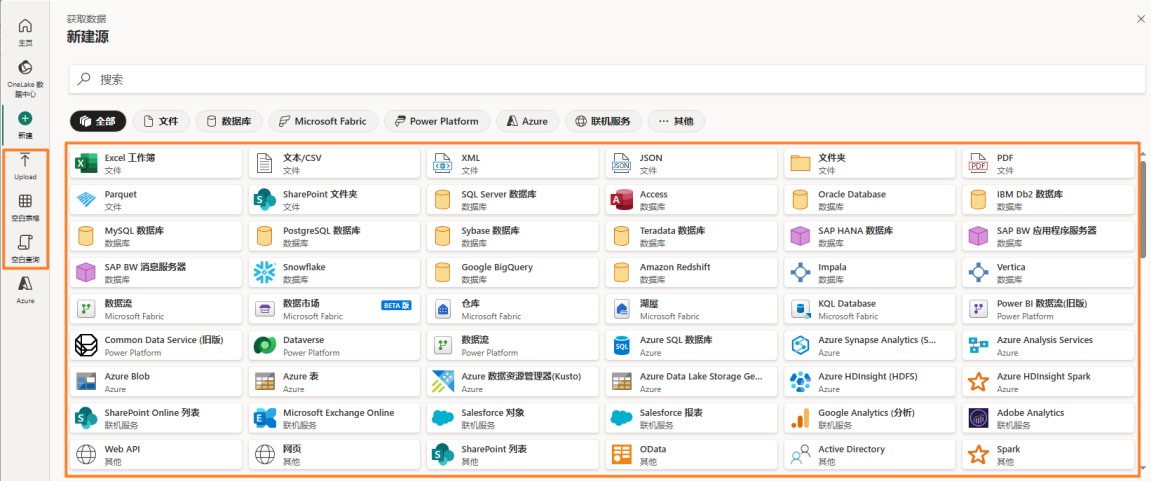 获取数据
新建源
主页
OneLake 数
据中心
新建
Upload
空白表格
空白查询
Azure
搜索
全部
文件
数据库
Microsoft Fabric
Power Platform
Azure
联机服务
··· 其他
Excel 工作簿
文件
文本/CSV
文件
XML
文件
JSON
文件
文件夹
文件
PDF
文件
Parquet
文件
SharePoint 文件夹
文件
SQL Server 数据库
数据库
Access
数据库
Oracle Database
数据库
IBM Db2 数据库
数据库
MySQL 数据库
数据库
PostgreSQL 数据库
数据库
Sybase 数据库
数据库
Teradata 数据库
数据库
SAP HANA 数据库
数据库
SAP BW 应用程序服务器
数据库
SAP BW 消息服务器
数据库
Snowflake
数据库
Google BigQuery
数据库
Amazon Redshift
数据库
Impala
数据库
Vertica
数据库
数据流
Microsoft Fabric
数据市场
BETA 版
Microsoft Fabric
仓库
Microsoft Fabric
湖屋
Microsoft Fabric
KQL Database
Microsoft Fabric
Power BI 数据流(旧版)
Microsoft Fabric
Common Data Service (旧版)
Power Platform
Dataverse
Power Platform
数据流
Power Platform
Azure SQL 数据库
Azure
Azure Synapse Analytics (S...
Azure
Azure Analysis Services
Azure
Azure Blob
Azure
Azure 表
Azure
Azure 数据资源管理器(Kusto)
Azure
Azure Data Lake Storage Ge...
Azure
Azure HDInsight (HDFS)
Azure
Azure HDInsight Spark
Azure
SharePoint Online 列表
联机服务
Microsoft Exchange Online
联机服务
Salesforce 对象
联机服务
Salesforce 报表
联机服务
Google Analytics (分析)
联机服务
Adobe Analytics
联机服务
Web API
其他
网页
其他
SharePoint 列表
其他
OData
其他
Active Directory
其他
Spark
其他